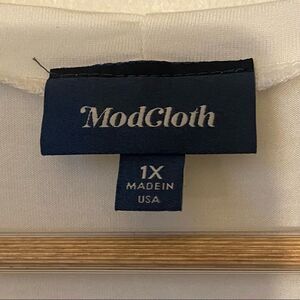 ModCloth
1X
MADE IN
USA